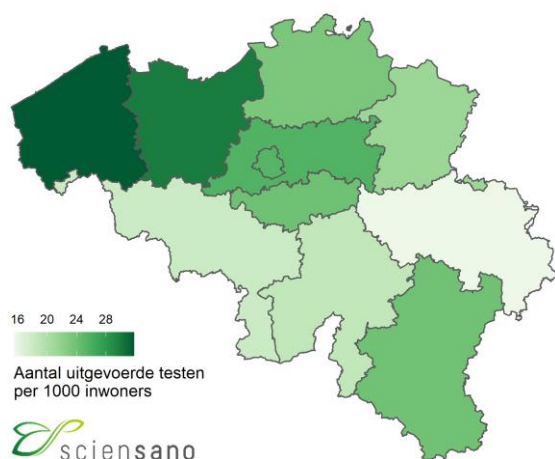 16 20 24 28
Aantal uitgevoerde testen
per 1000 inwoners
sciensano